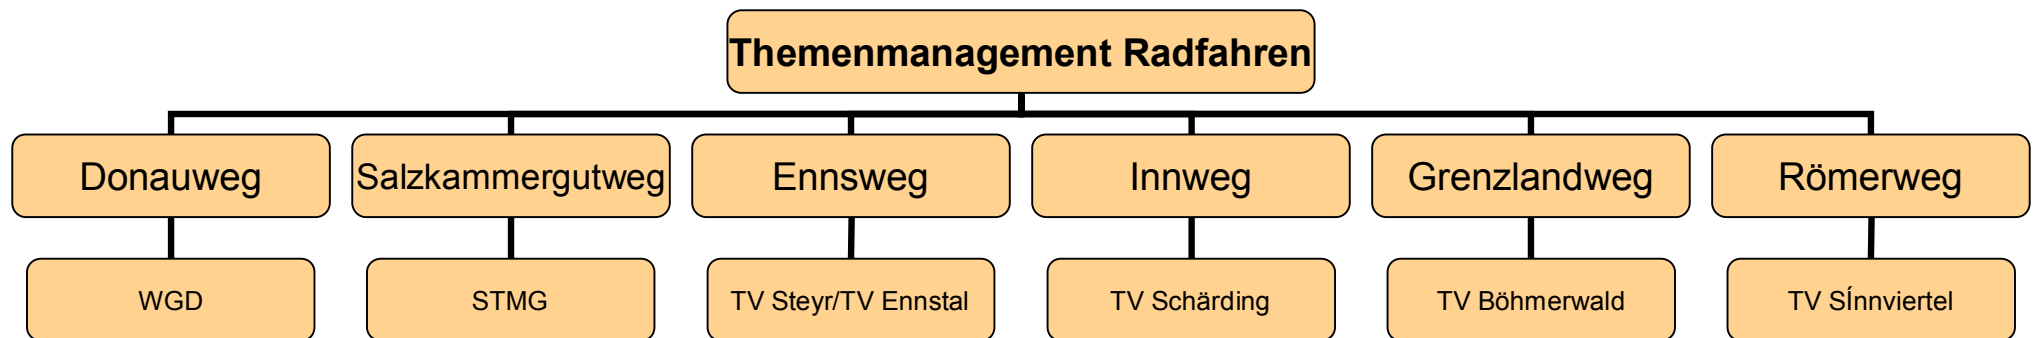 Themenmanagement Radfahren
Donauweg
Salzkammergutweg
Ennsweg
Innweg
Grenzlandweg
Römerweg
WGD
STMG
TV Steyr/TV Ennstal
TV Schärding
TV Böhmerwald
TV SÍnnviertel